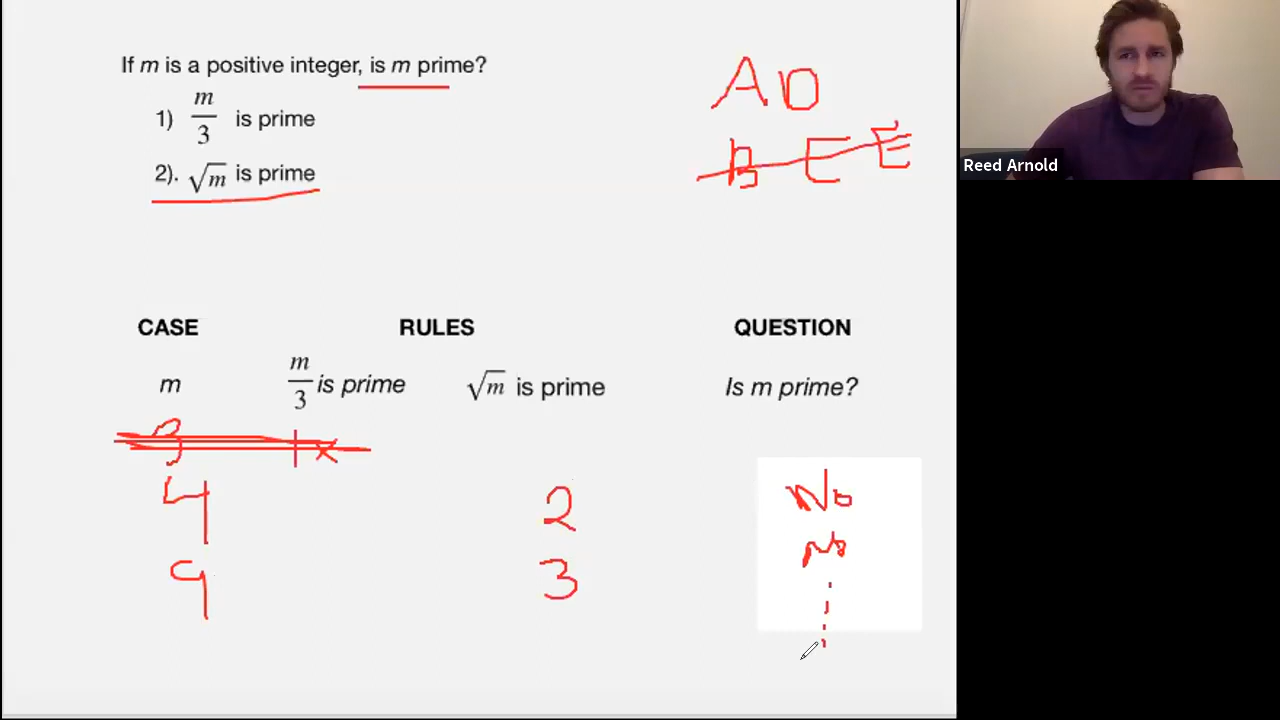 If m is a positive integer, is m prime?
1) m/3 is prime
2). √m is prime
A D
B C E
Reed Arnold
CASE RULES QUESTION
m m/3 is prime √m is prime Is m prime?
3 1 x
4 2 No
9 3 No